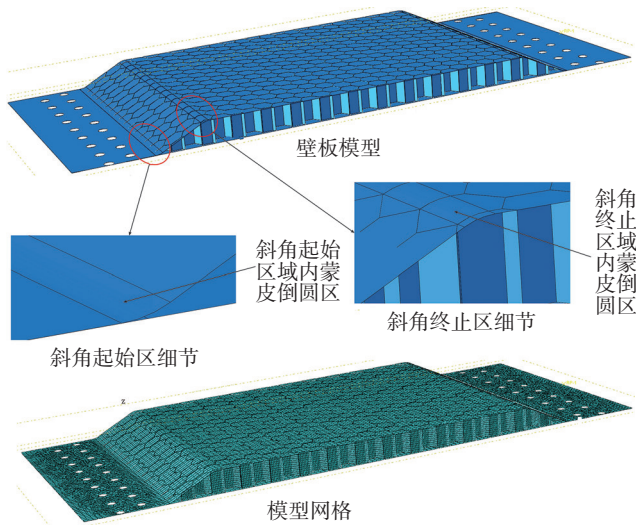 壁板模型
斜角起始
区域内蒙
皮倒圆区
斜角
终止
区域
内蒙
皮倒
圆区
斜角起始区细节
斜角终止区细节
z
模型网格